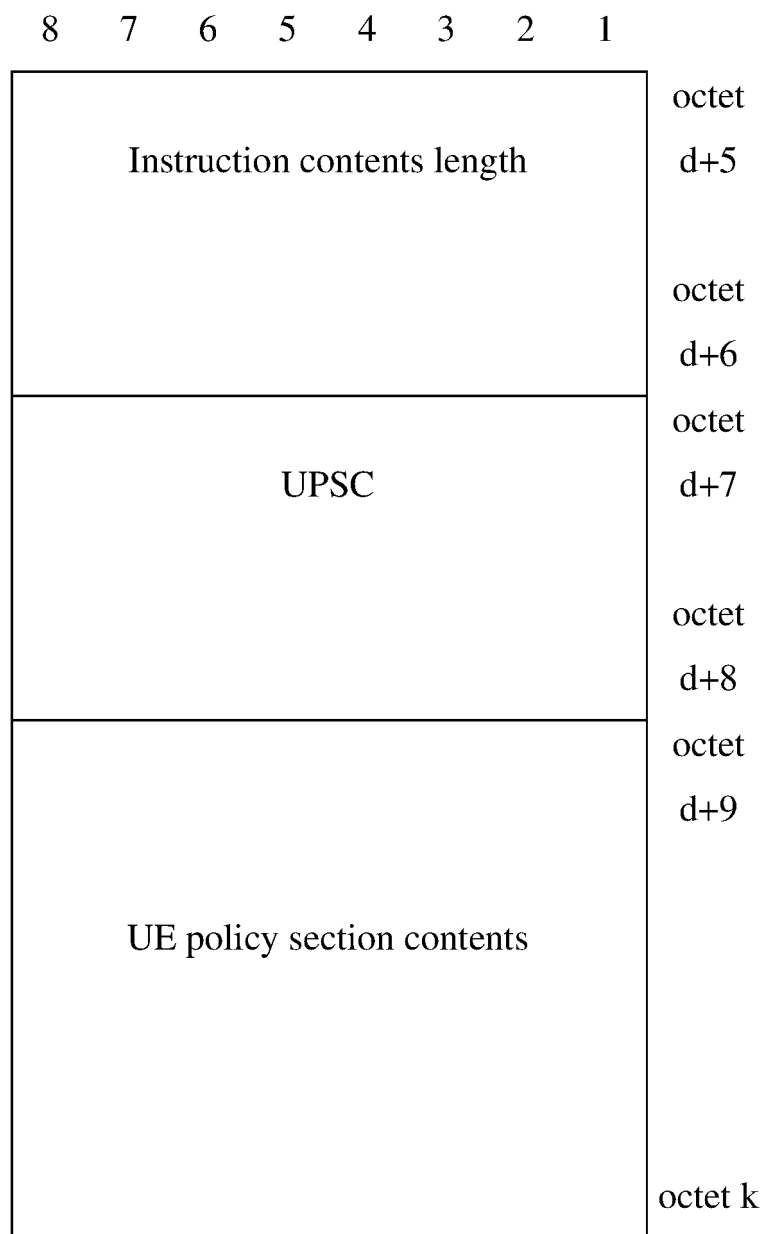 8 7 6 5 4 3 2 1
octet
Instruction contents length d+5
octet
d+6
octet
UPSC d+7
octet
d+8
octet
d+9
UE policy section contents
octet k